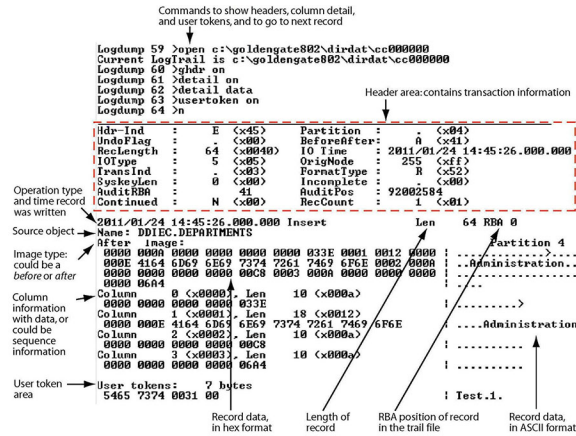 Commands to show headers, column detail,
and user tokens, and to go to next record
Logdump 59 >open c:\goldengate802\dirdat\cc000000
Current LogTrail is c:\goldengate802\dirdat\cc000000
Logdump 60 >ghdr on
Logdump 61 >detail on
Logdump 62 >detail data
Logdump 63 >usertoken on
Logdump 64 >n
Header area: contains transaction information
Hdr-Ind : E (x45) Partition : . (x04)
UndoFlag : . (x00) BeforeAfter: A (x41)
RecLength : 64 (x0040) IO Time : 2011/01/24 14:45:26.000.000
IOType : 5 (x05) OrigNode : 255 (xff)
TransInd : . (x03) FormatType : R (x52)
SyskeyLen : 0 (x00) Incomplete : . (x00)
AuditRBA : 41 AuditPos : 92002584
Continued : N (x00) RecCount : 1 (x01)
Operation type
and time record
was written
2011/01/24 14:45:26.000.000 Insert Len 64 RBA 0
Source object
Name: DDIEC.DEPARTMENTS
After Image: Partition 4
Image type:
could be a
before or after
0000 000A 0000 0000 0000 0000 033E 0001 0012 0000 | .............>......
000E 4164 6D69 6E69 7374 7261 7469 6F6E 0002 000A | ..Administration....
0000 0000 0000 0000 00C8 0003 000A 0000 0000 0000 | ....................
0000 06A4 | ....
Column
information
with data, or
could be
sequence
information
Column 0 (x0000), Len 10 (x000a)
0000 0000 0000 0000 033E | .........>
Column 1 (x0001), Len 18 (x0012)
0000 000E 4164 6D69 6E69 7374 7261 7469 6F6E | ....Administration
Column 2 (x0002), Len 10 (x000a)
0000 0000 0000 0000 00C8 | ..........
Column 3 (x0003), Len 10 (x000a)
0000 0000 0000 0000 06A4 | ..........
User token
area
User tokens: 7 bytes
5465 7374 0031 00 | Test.1.
Record data,
in hex format
Length of
record
RBA position of record
in the trail file
Record data,
in ASCII format